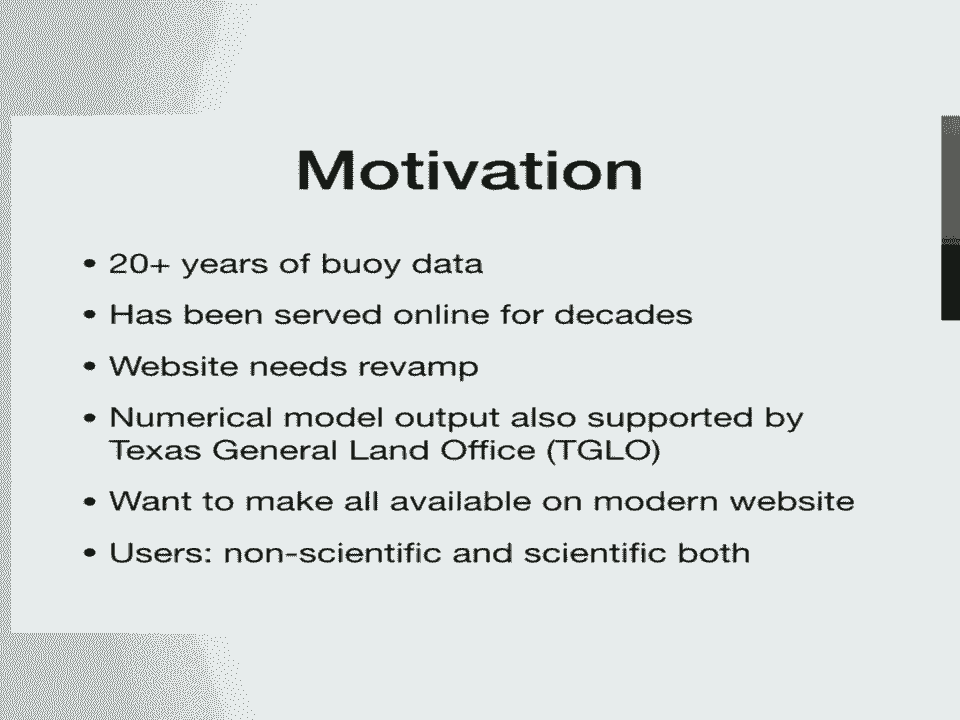 Motivation
• 20+ years of buoy data
• Has been served online for decades
• Website needs revamp
• Numerical model output also supported by
Texas General Land Office (TGLO)
• Want to make all available on modern website
• Users: non-scientific and scientific both